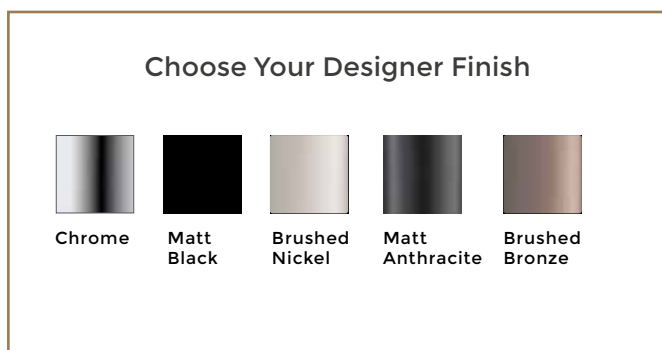 Choose Your Designer Finish
Chrome
Matt
Black
Brushed
Nickel
Matt
Anthracite
Brushed
Bronze